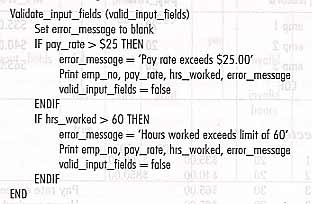 Validate_input_fields (valid_input_fields)
Set error_message to blank
IF pay_rate > $25 THEN
error_message = 'Pay rate exceeds $25.00'
Print emp_no, pay_rate, hrs_worked, error_message
valid_input_fields = false
ENDIF
IF hrs_worked > 60 THEN
error_message = 'Hours worked exceeds limit of 60'
Print emp_no, pay_rate, hrs_worked, error_message
valid_input_fields = false
ENDIF
END